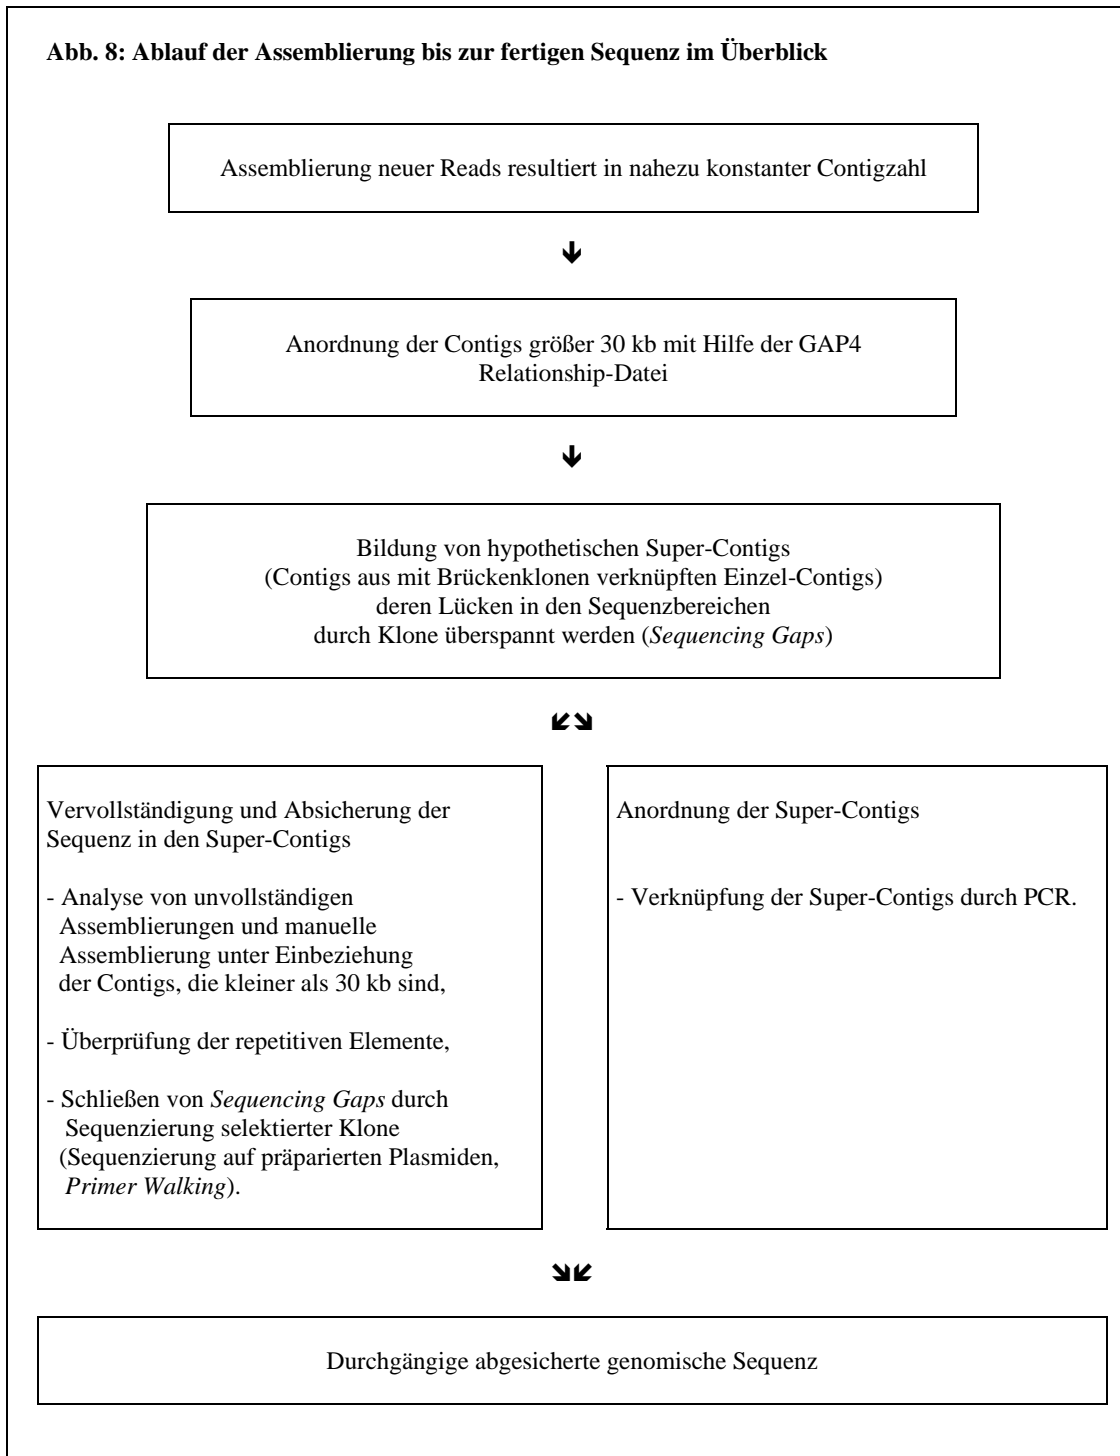 Abb. 8: Ablauf der Assemblierung bis zur fertigen Sequenz im Überblick
Assemblierung neuer Reads resultiert in nahezu konstanter Contigzahl
Anordnung der Contigs größer 30 kb mit Hilfe der GAP4
Relationship-Datei
Bildung von hypothetischen Super-Contigs
(Contigs aus mit Brückenklonen verknüpften Einzel-Contigs)
deren Lücken in den Sequenzbereichen
durch Klone überspannt werden (Sequencing Gaps)
Vervollständigung und Absicherung der
Sequenz in den Super-Contigs
- Analyse von unvollständigen
Assemblierungen und manuelle
Assemblierung unter Einbeziehung
der Contigs, die kleiner als 30 kb sind,
- Überprüfung der repetitiven Elemente,
- Schließen von Sequencing Gaps durch
Sequenzierung selektierter Klone
(Sequenzierung auf präparierten Plasmiden,
Primer Walking).
Anordnung der Super-Contigs
- Verknüpfung der Super-Contigs durch PCR.
Durchgängige abgesicherte genomische Sequenz